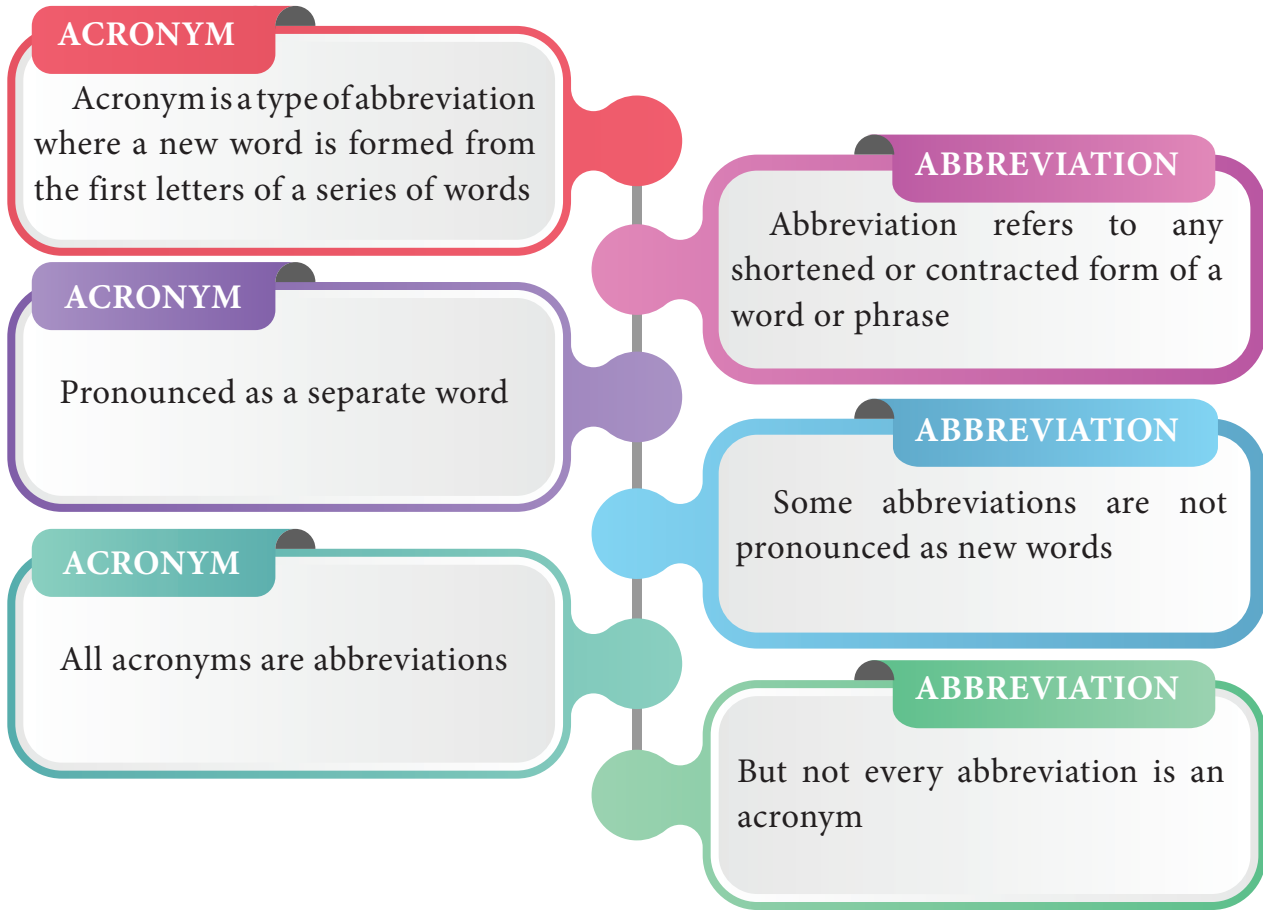 ACRONYM
Acronym is a type of abbreviation
where a new word is formed from
the first letters of a series of words
ABBREVIATION
Abbreviation refers to any
shortened or contracted form of a
word or phrase
ACRONYM
Pronounced as a separate word
ABBREVIATION
Some abbreviations are not
pronounced as new words
ACRONYM
All acronyms are abbreviations
ABBREVIATION
But not every abbreviation is an
acronym